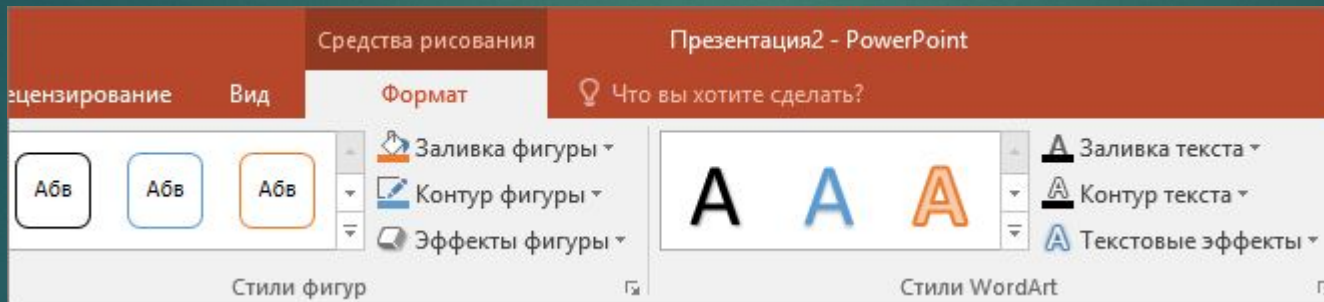 Средства рисования
Презентация2 - PowerPoint
ецензирование Вид Формат Что вы хотите сделать?
Абв Абв Абв
Заливка фигуры
Контур фигуры
Эффекты фигуры
Стили фигур
A A A
A Заливка текста
A Контур текста
A Текстовые эффекты
Стили WordArt